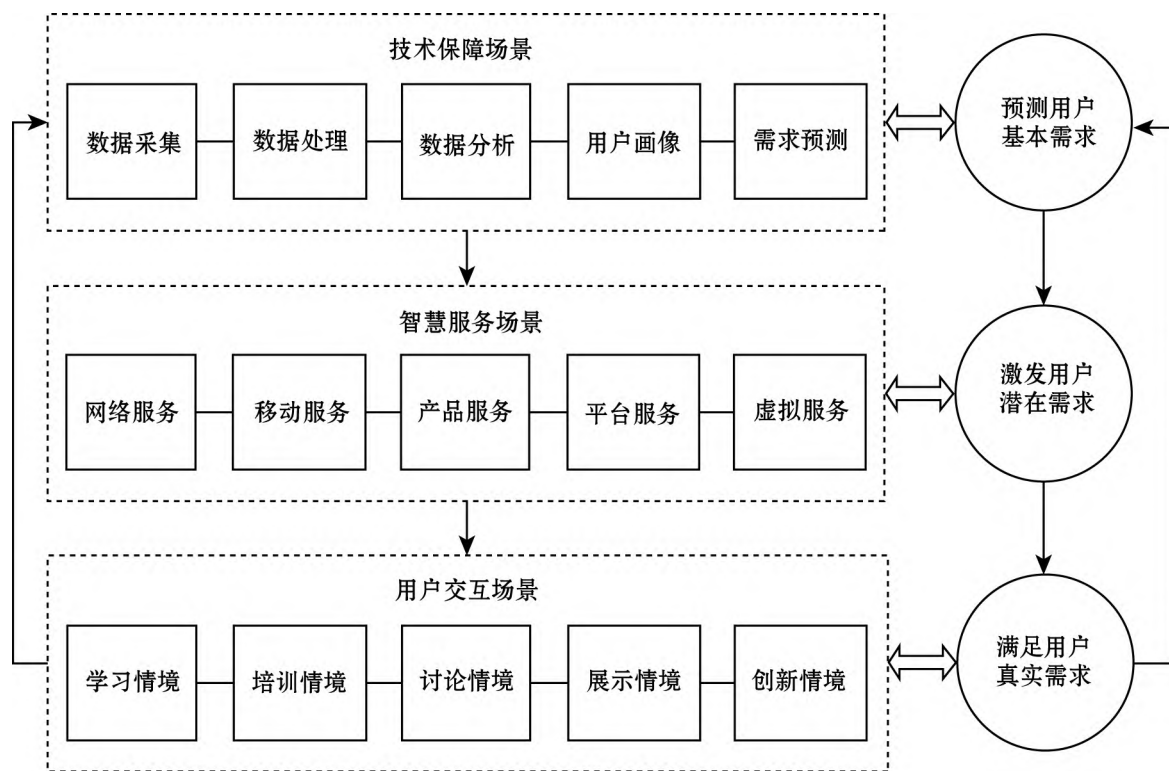 技术保障场景
数据采集
数据处理
数据分析
用户画像
需求预测
预测用户
基本需求
智慧服务场景
网络服务
移动服务
产品服务
平台服务
虚拟服务
激发用户
潜在需求
用户交互场景
学习情境
培训情境
讨论情境
展示情境
创新情境
满足用户
真实需求